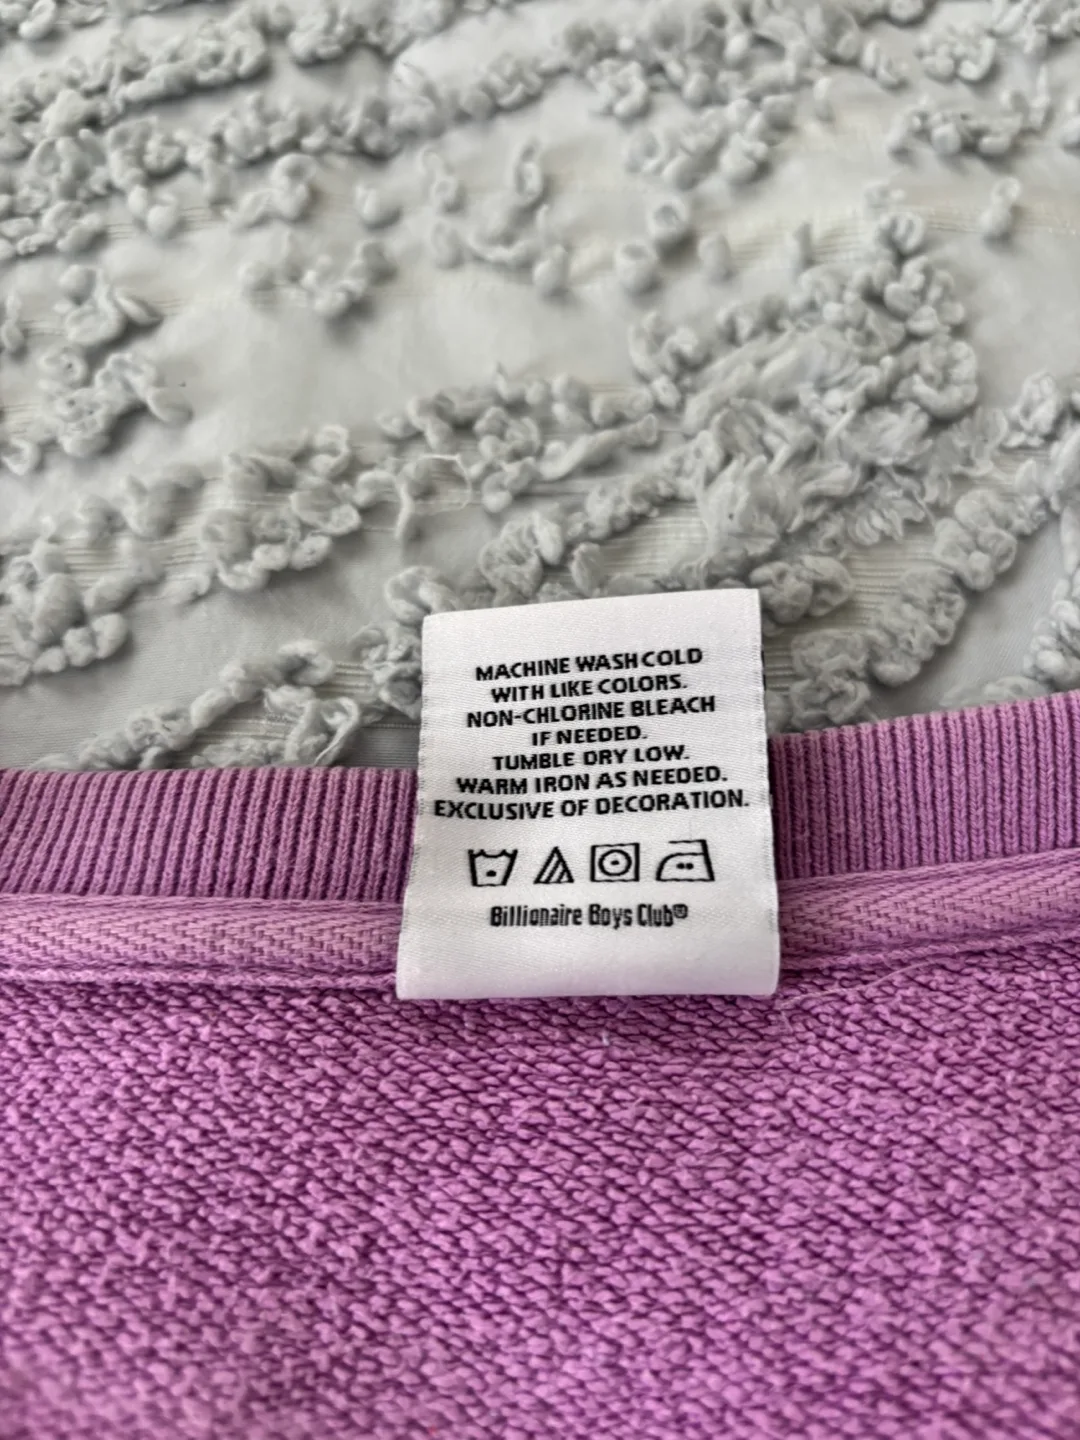 MACHINE WASH COLD
WITH LIKE COLORS.
NON-CHLORINE BLEACH
IF NEEDED.
TUMBLE DRY LOW.
WARM IRON AS NEEDED.
EXCLUSIVE OF DECORATION.
Billionaire Boys Club®